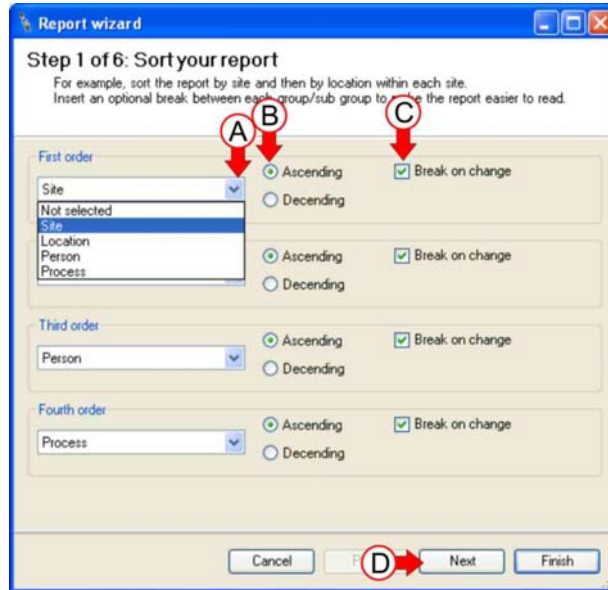 Report wizard
Step 1 of 6: Sort your report
For example, sort the report by site and then by location within each site.
Insert an optional break between each group/sub group to the report easier to read.
A
B
C
First order
Site
Ascending
Decending
Break on change
Not selected
Site
Location
Person
Process
Ascending
Decending
Break on change
Third order
Person
Ascending
Decending
Break on change
Fourth order
Process
Ascending
Decending
Break on change
Cancel
D
Next
Finish